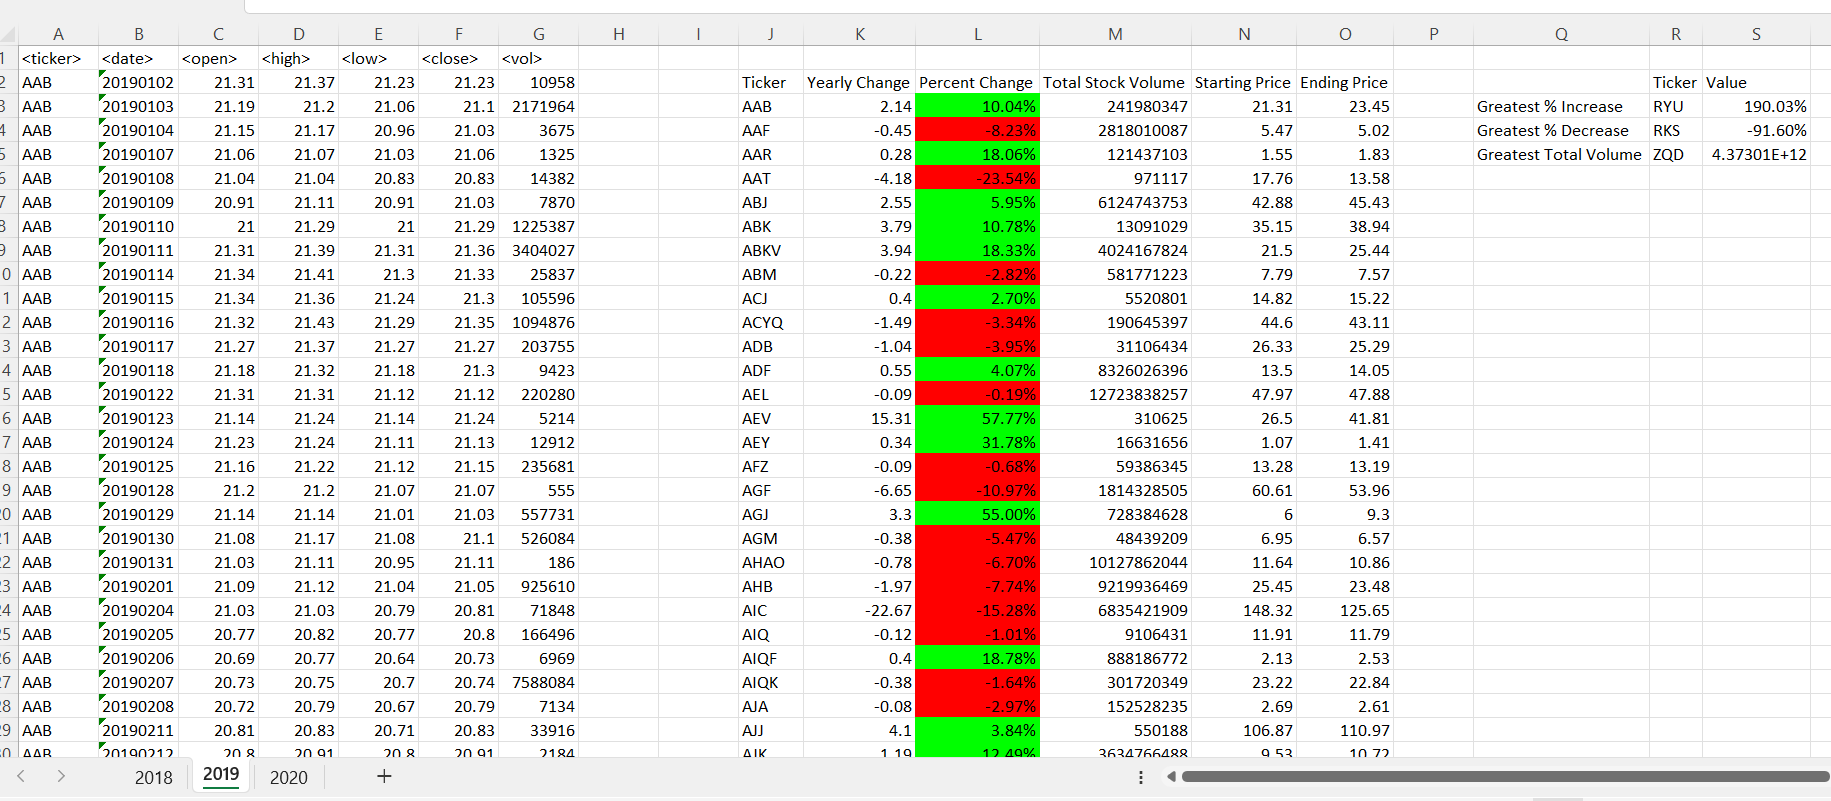 A B C D E F G H I J K L M N O P Q R S
1 <ticker> <date> <open> <high> <low> <close> <vol>
2 AAB 20190102 21.31 21.37 21.23 21.23 10958 Ticker Yearly Change Percent Change Total Stock Volume Starting Price Ending Price Ticker Value
3 AAB 20190103 21.19 21.2 21.06 21.1 2171964 AAB 2.14 10.04% 241980347 21.31 23.45 Greatest % Increase RYU 190.03%
4 AAB 20190104 21.15 21.17 20.96 21.03 3675 AAF -0.45 -8.23% 2818010087 5.47 5.02 Greatest % Decrease RKS -91.60%
5 AAB 20190107 21.06 21.07 21.03 21.06 1325 AAR 0.28 18.06% 121437103 1.55 1.83 Greatest Total Volume ZQD 4.37301E+12
6 AAB 20190108 21.04 21.04 20.83 20.83 14382 AAT -4.18 -23.54% 971117 17.76 13.58
7 AAB 20190109 20.91 21.11 20.91 21.03 7870 ABJ 2.55 5.95% 6124743753 42.88 45.43
8 AAB 20190110 21 21.29 21 21.29 1225387 ABK 3.79 10.78% 13091029 35.15 38.94
9 AAB 20190111 21.31 21.39 21.31 21.36 3404027 ABKV 3.94 18.33% 4024167824 21.5 25.44
0 AAB 20190114 21.34 21.41 21.3 21.33 25837 ABM -0.22 -2.82% 581771223 7.79 7.57
1 AAB 20190115 21.34 21.36 21.24 21.3 105596 ACJ 0.4 2.70% 5520801 14.82 15.22
2 AAB 20190116 21.32 21.43 21.29 21.35 1094876 ACYQ -1.49 -3.34% 190645397 44.6 43.11
3 AAB 20190117 21.27 21.37 21.27 21.27 203755 ADB -1.04 -3.95% 31106434 26.33 25.29
4 AAB 20190118 21.18 21.32 21.18 21.3 9423 ADF 0.55 4.07% 8326026396 13.5 14.05
5 AAB 20190122 21.31 21.31 21.12 21.12 220280 AEL -0.09 -0.19% 12723838257 47.97 47.88
6 AAB 20190123 21.14 21.24 21.14 21.24 5214 AEV 15.31 57.77% 310625 26.5 41.81
7 AAB 20190124 21.23 21.24 21.11 21.13 12912 AEY 0.34 31.78% 16631656 1.07 1.41
8 AAB 20190125 21.16 21.22 21.12 21.15 235681 AFZ -0.09 -0.68% 59386345 13.28 13.19
9 AAB 20190128 21.2 21.2 21.07 21.07 555 AGF -6.65 -10.97% 1814328505 60.61 53.96
20 AAB 20190129 21.14 21.14 21.01 21.03 557731 AGJ 3.3 55.00% 728384628 6 9.3
21 AAB 20190130 21.08 21.17 21.08 21.1 526084 AGM -0.38 -5.47% 48439209 6.95 6.57
22 AAB 20190131 21.03 21.11 20.95 21.11 186 AHAO -0.78 -6.70% 10127862044 11.64 10.86
23 AAB 20190201 21.09 21.12 21.04 21.05 925610 AHB -1.97 -7.74% 9219936469 25.45 23.48
24 AAB 20190204 21.03 21.03 20.79 20.81 71848 AIC -22.67 -15.28% 6835421909 148.32 125.65
25 AAB 20190205 20.77 20.82 20.77 20.8 166496 AIQ -0.12 -1.01% 9106431 11.91 11.79
26 AAB 20190206 20.69 20.77 20.64 20.73 6969 AIQF 0.4 18.78% 888186772 2.13 2.53
27 AAB 20190207 20.73 20.75 20.7 20.74 7588084 AIQK -0.38 -1.64% 301720349 23.22 22.84
28 AAB 20190208 20.72 20.79 20.67 20.79 7134 AJA -0.08 -2.97% 152528235 2.69 2.61
29 AAB 20190211 20.81 20.83 20.71 20.83 33916 AJJ 4.1 3.84% 550188 106.87 110.97
30 AAB 20190212 20.8 20.91 20.8 20.91 2184 AJK 1.19 12.49% 3634766488 9.53 10.72
2018 2019 2020 +